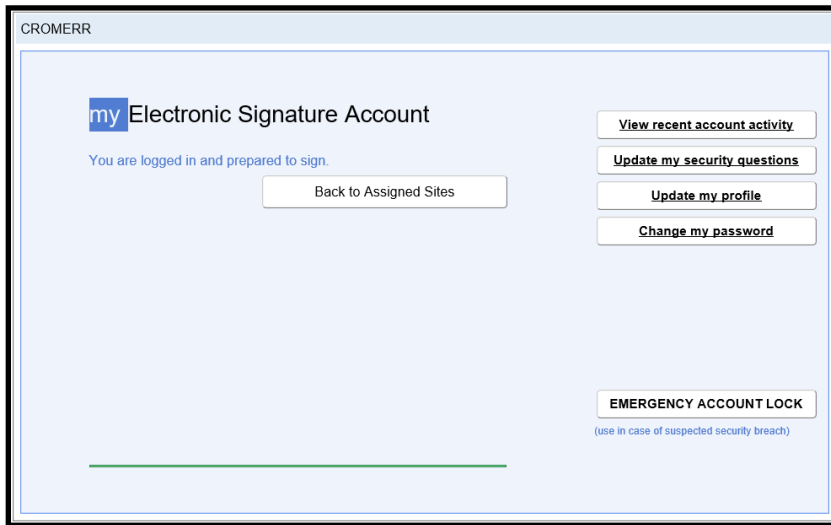 CROMERR
my Electronic Signature Account
You are logged in and prepared to sign.
Back to Assigned Sites
View recent account activity
Update my security questions
Update my profile
Change my password
EMERGENCY ACCOUNT LOCK
(use in case of suspected security breach)